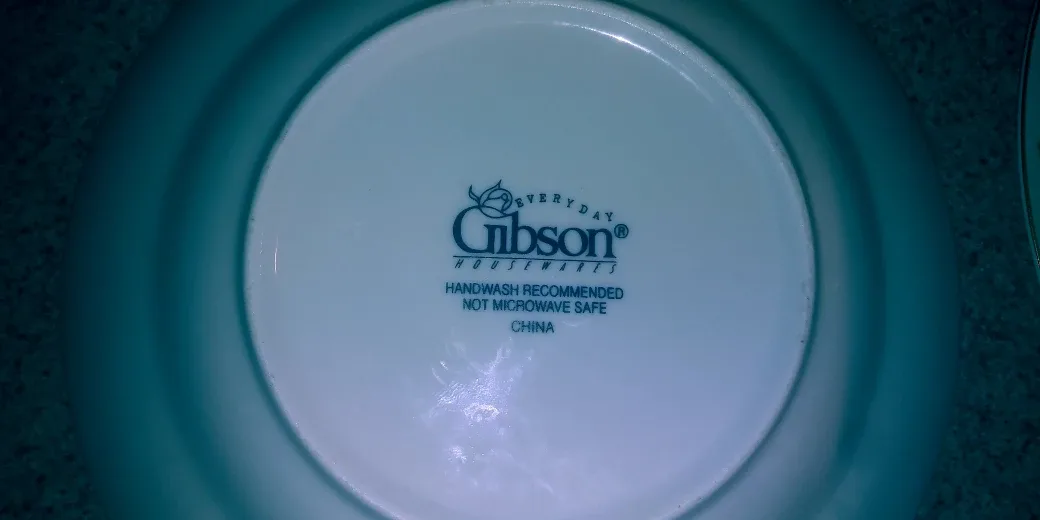 EVERYDAY
Gibson®
HOUSEWARES
HANDWASH RECOMMENDED
NOT MICROWAVE SAFE
CHINA